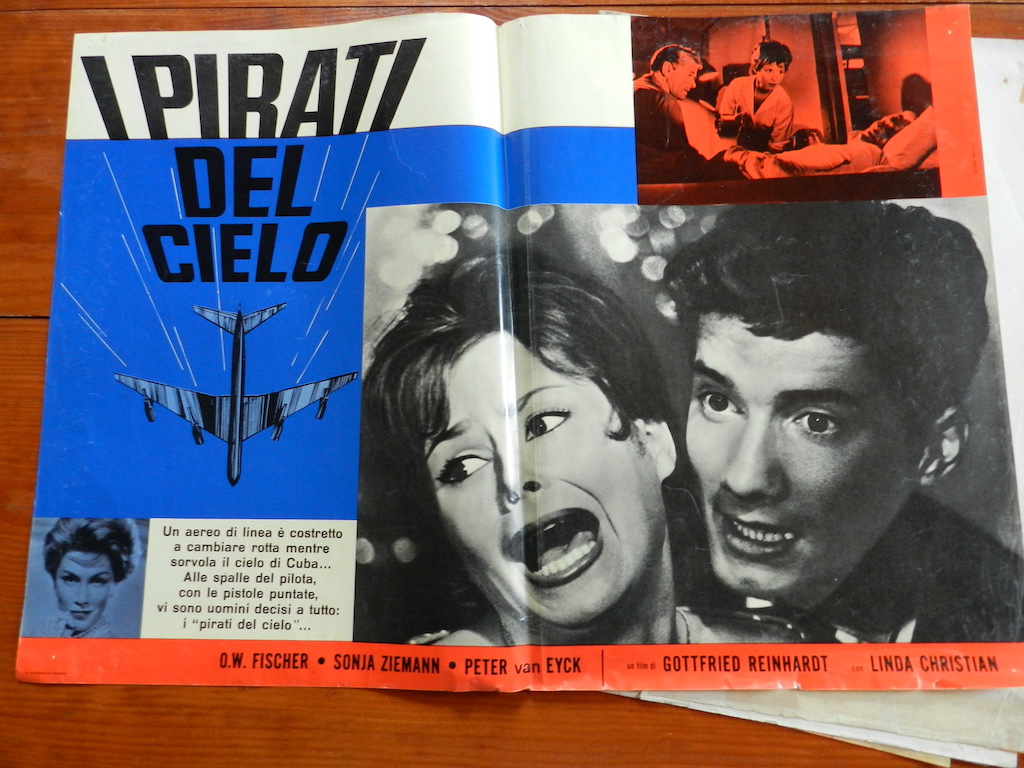 I PIRATI
DEL
CIELO
Un aereo di linea è costretto
a cambiare rotta mentre
sorvola il cielo di Cuba...
Alle spalle del pilota,
con le pistole puntate,
vi sono uomini decisi a tutto:
i "pirati del cielo"...
O.W. FISCHER • SONJA ZIEMANN • PETER van EYCK un film di GOTTFRIED REINHARDT con LINDA CHRISTIAN